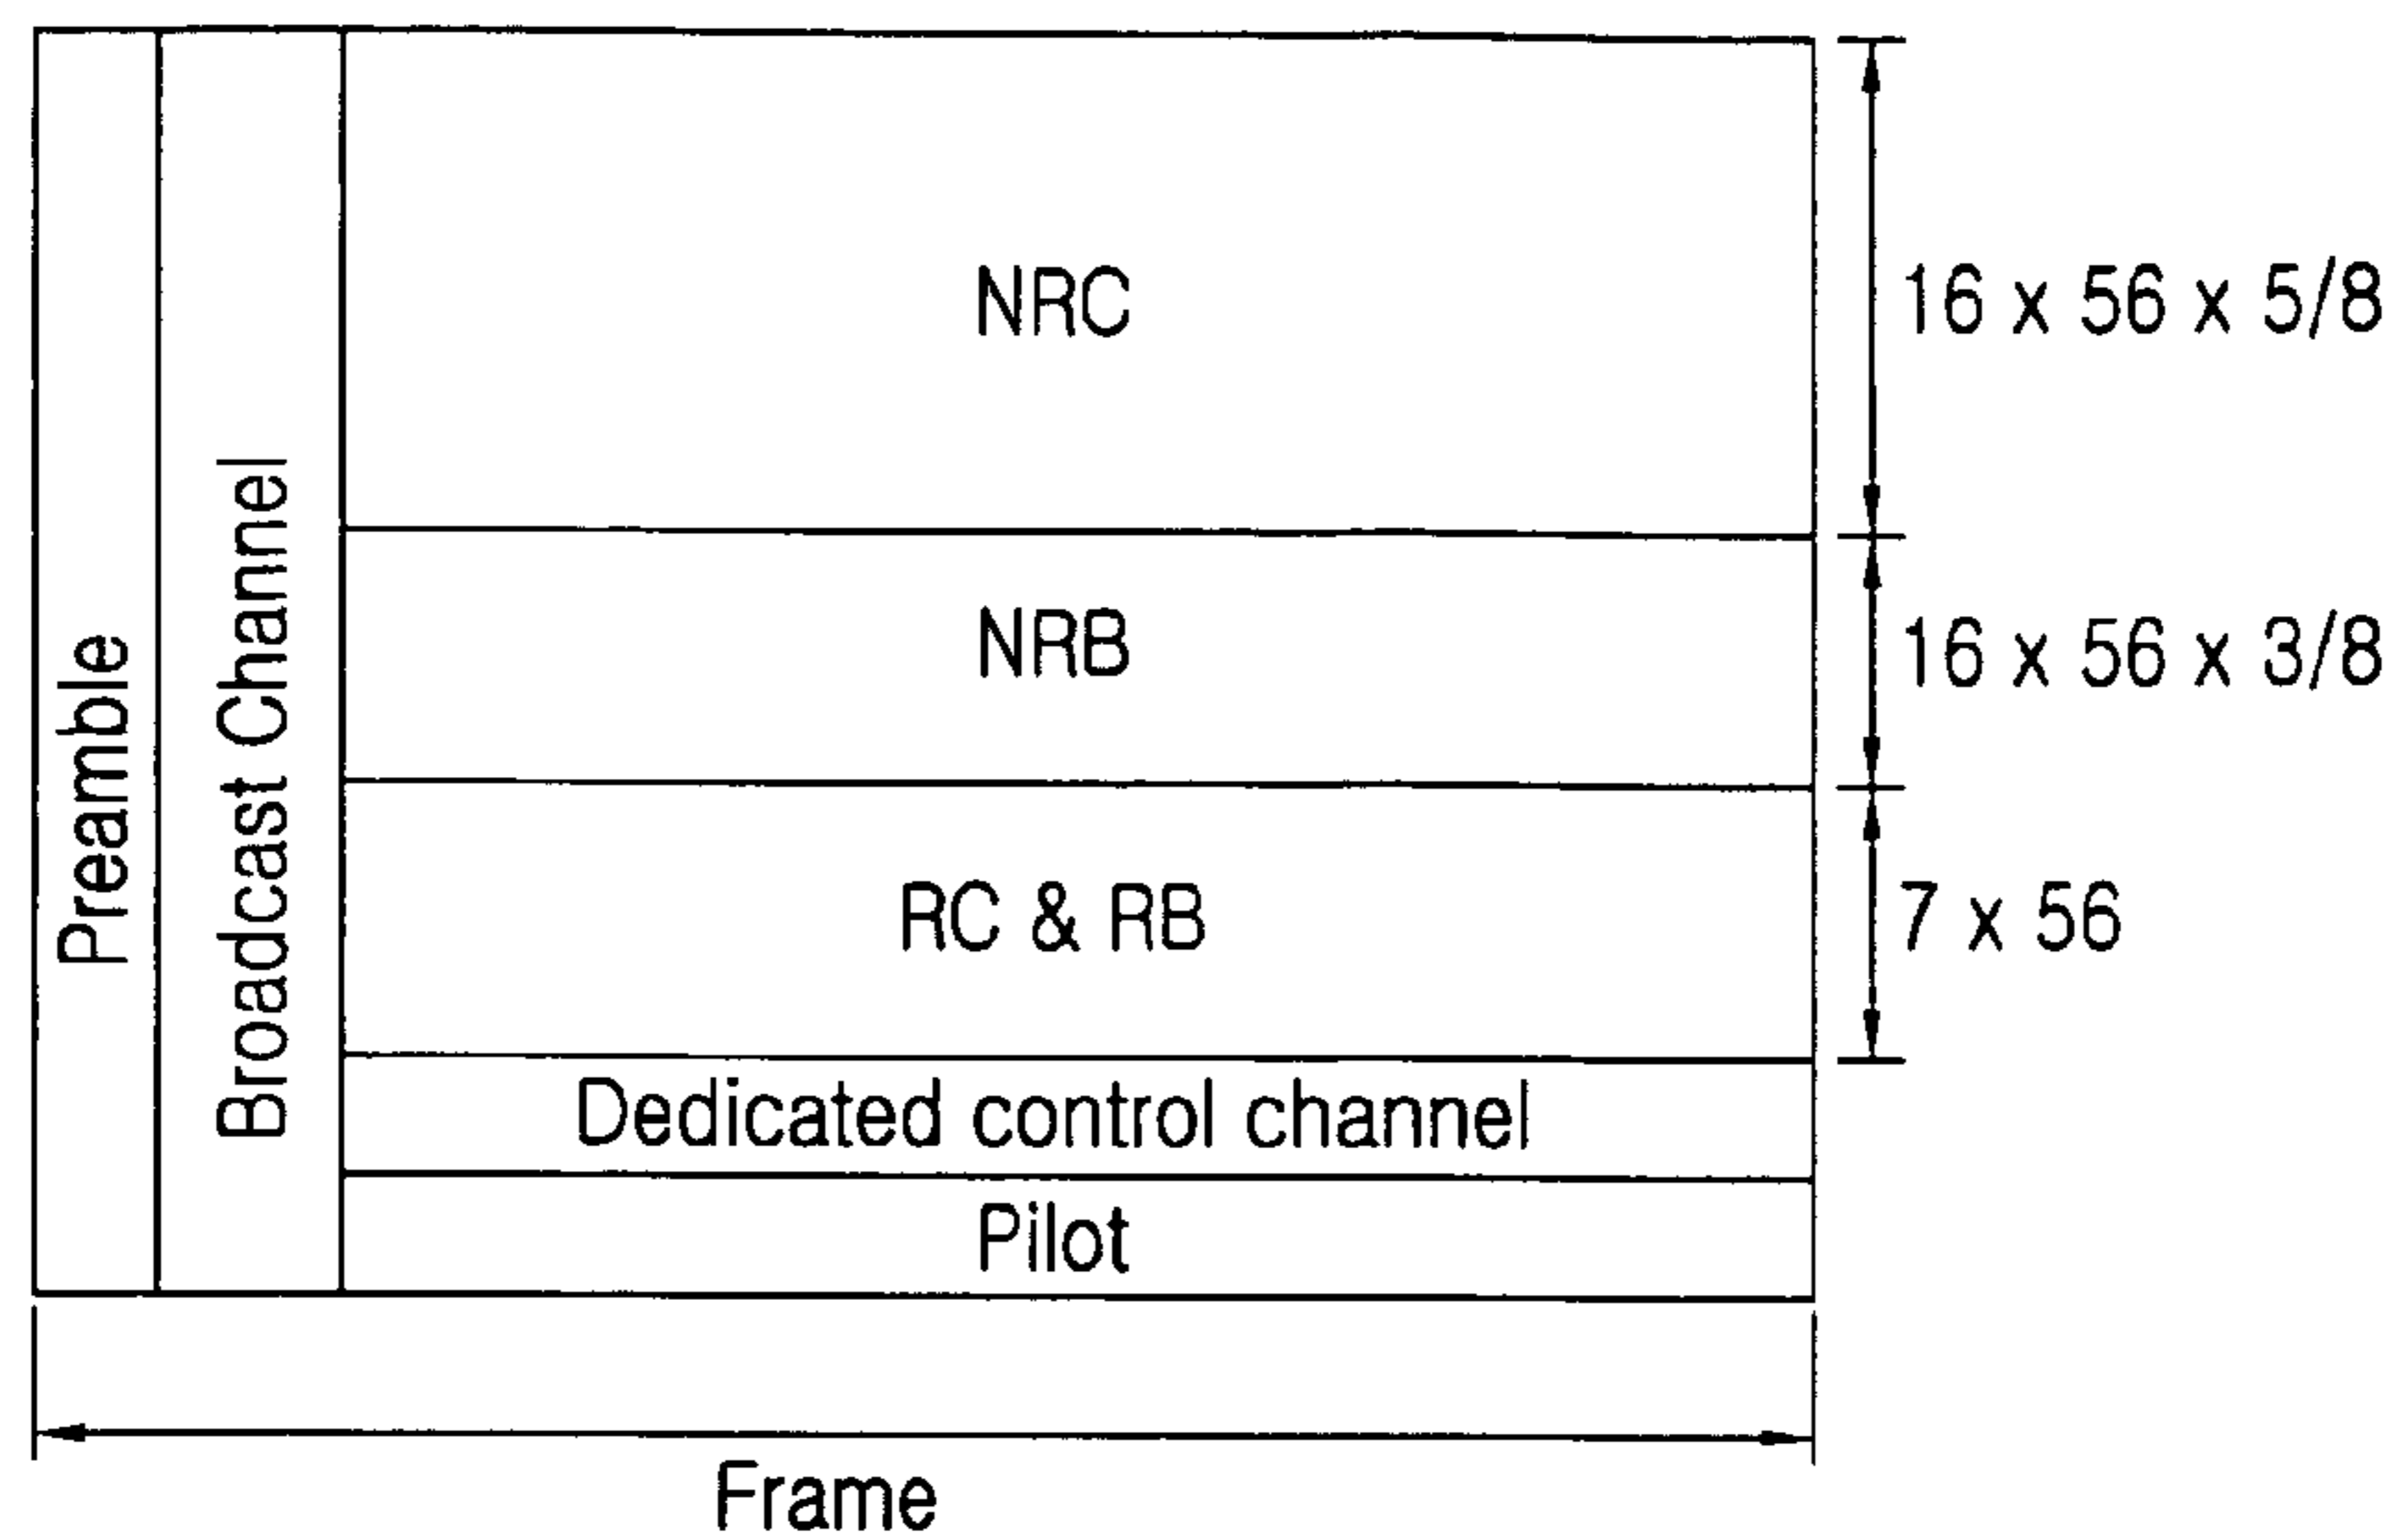 Preamble
Broadcast Channel
NRC
16 x 56 x 5/8
NRB
16 x 56 x 3/8
RC & RB
7 x 56
Dedicated control channel
Pilot
Frame